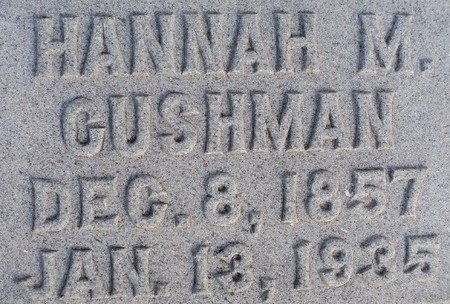 HANNAH M.
CUSHMAN
DEC. 8, 1857
JAN. 13, 1935